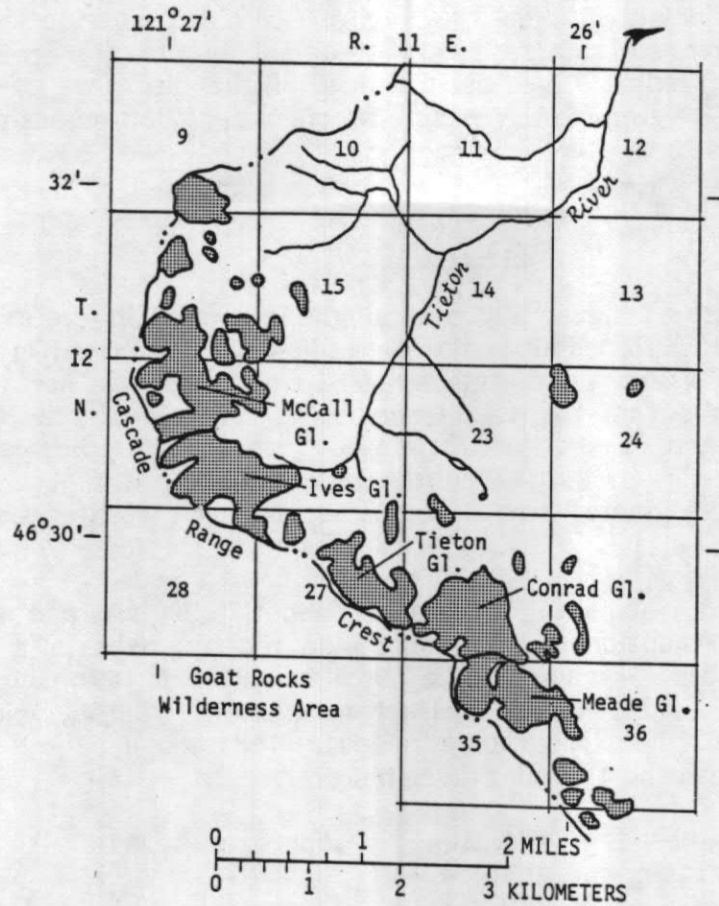 121° 27'
26'
R. 11 E.
9
10
11
12
32'
River
15
14
13
Tieton
T.
12
N.
McCall
Gl.
Cascade
23
24
Ives Gl.
Range
46° 30'
Tieton
Gl.
Conrad Gl.
28
27
Crest
Goat Rocks
Wilderness Area
Meade Gl.
35
36
0 1 2 MILES
0 1 2 3 KILOMETERS